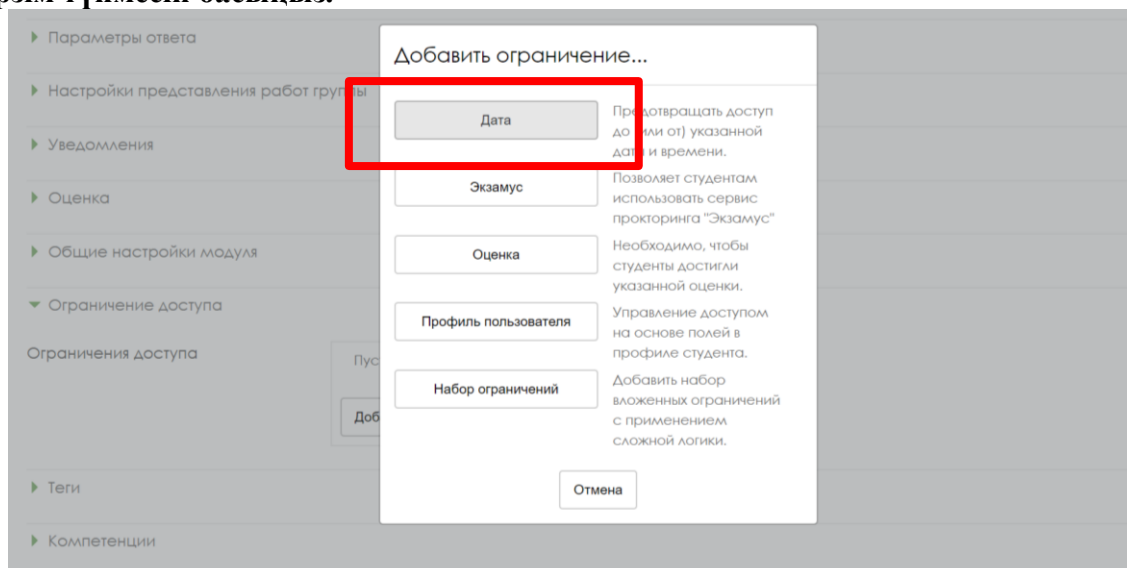 Параметры ответа
Настройки представления работ группы
Уведомления
Оценка
Общие настройки модуля
Ограничение доступа
Ограничения доступа
Теги
Компетенции
Добавить ограничение...
Дата
Предотвращать доступ
до (или от) указанной
даты и времени.
Экзамус
Позволяет студентам
использовать сервис
прокторинга "Экзамус"
Оценка
Необходимо, чтобы
студенты достигли
указанной оценки.
Профиль пользователя
Управление доступом
на основе полей в
профиле студента.
Набор ограничений
Добавить набор
вложенных ограничений
с применением
сложной логики.
Отмена